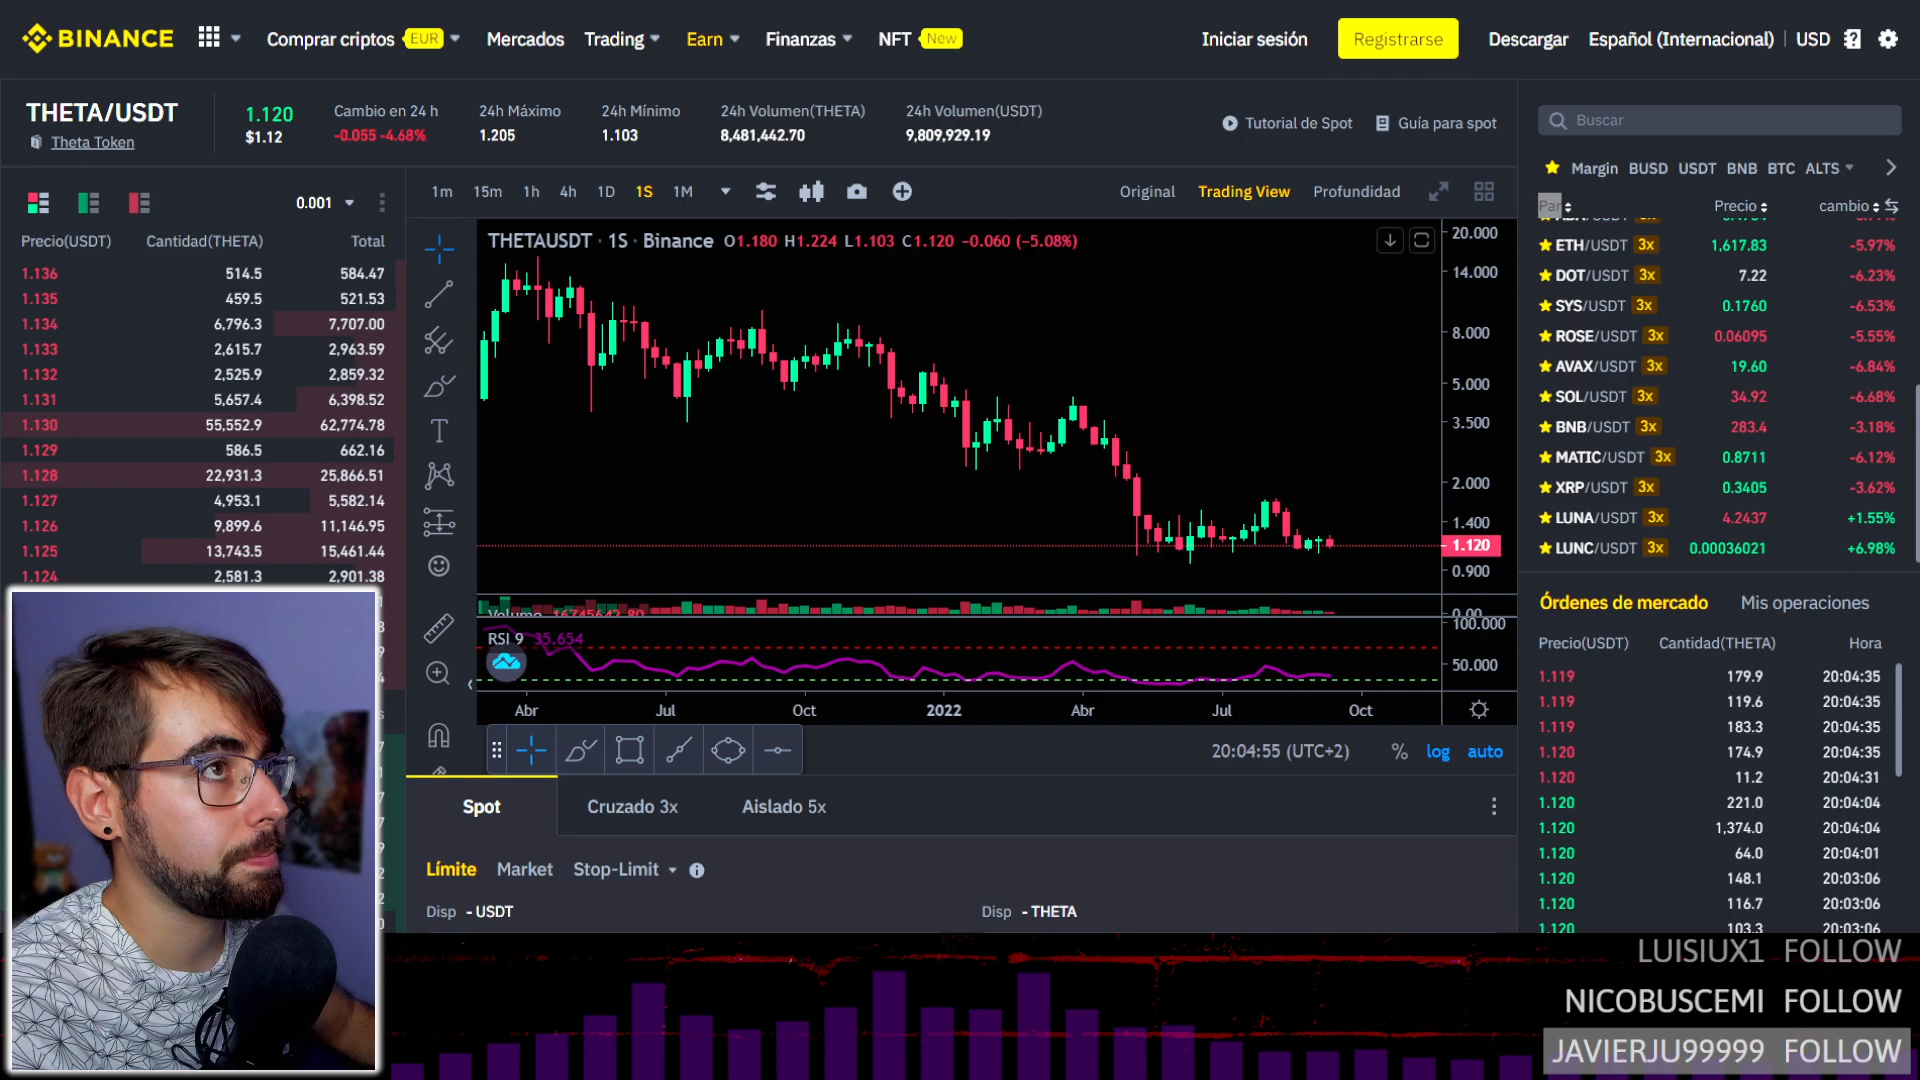 BINANCE Comprar criptos EUR Mercados Trading Earn Finanzas NFT New Iniciar sesión Registrarse Descargar Español (Internacional) USD
THETA/USDT
Theta Token
1.120
$1.12
Cambio en 24 h
-0.055 -4.68%
24h Máximo
1.205
24h Mínimo
1.103
24h Volumen(THETA)
8,481,442.70
24h Volumen(USDT)
9,809,929.19
Tutorial de Spot Guía para spot
0.001
Precio(USDT) Cantidad(THETA) Total
1.136 514.5 584.47
1.135 459.5 521.53
1.134 6,796.3 7,707.00
1.133 2,615.7 2,963.59
1.132 2,525.9 2,859.32
1.131 5,657.4 6,398.52
1.130 55,552.9 62,774.78
1.129 586.5 662.16
1.128 22,931.3 25,866.51
1.127 4,953.1 5,582.14
1.126 9,899.6 11,146.95
1.125 13,743.5 15,461.44
1.124 2,581.3 2,901.38
1m 15m 1h 4h 1D 1S 1M Original Trading View Profundidad
THETAUSDT · 1S · Binance O1.180 H1.224 L1.103 C1.120 -0.060 (-5.08%)
20.000
14.000
8.000
5.000
3.500
2.000
1.400
1.120
0.900
Volumo 16745642.80 0.00
100.000
RSI 9 35.654
50.000
Abr Jul Oct 2022 Abr Jul Oct
20:04:55 (UTC+2) % log auto
Spot Cruzado 3x Aislado 5x
Límite Market Stop-Limit
Disp - USDT Disp - THETA
Buscar
Margin BUSD USDT BNB BTC ALTS
Par Precio cambio
ETH/USDT 3x 1,617.83 -5.97%
DOT/USDT 3x 7.22 -6.23%
SYS/USDT 3x 0.1760 -6.53%
ROSE/USDT 3x 0.06095 -5.55%
AVAX/USDT 3x 19.60 -6.84%
SOL/USDT 3x 34.92 -6.68%
BNB/USDT 3x 283.4 -3.18%
MATIC/USDT 3x 0.8711 -6.12%
XRP/USDT 3x 0.3405 -3.62%
LUNA/USDT 3x 4.2437 +1.55%
LUNC/USDT 3x 0.00036021 +6.98%
Órdenes de mercado Mis operaciones
Precio(USDT) Cantidad(THETA) Hora
1.119 179.9 20:04:35
1.119 119.6 20:04:35
1.119 183.3 20:04:35
1.120 174.9 20:04:35
1.120 11.2 20:04:31
1.120 221.0 20:04:04
1.120 1,374.0 20:04:04
1.120 64.0 20:04:01
1.120 148.1 20:03:06
1.120 116.7 20:03:06
1.120 103.3 20:03:06
LUISIUX1 FOLLOW
NICOBUSCEMI FOLLOW
JAVIERJU99999 FOLLOW